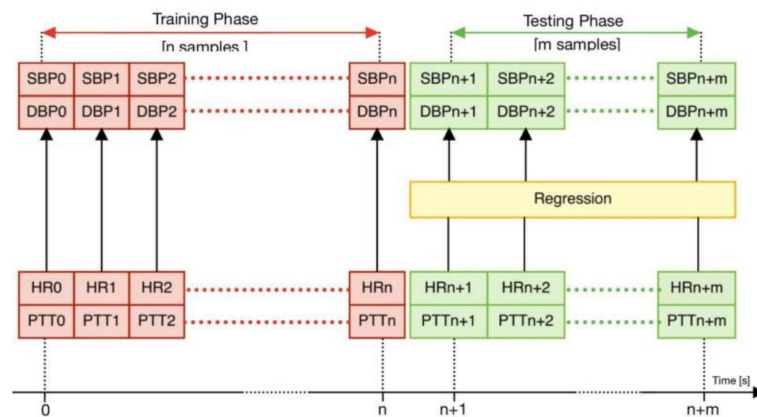 Training Phase
[n samples ]
Testing Phase
[m samples]
SBP0 SBP1 SBP2 SBPn SBPn+1 SBPn+2 SBPn+m
DBP0 DBP1 DBP2 DBPn DBPn+1 DBPn+2 DBPn+m
Regression
HR0 HR1 HR2 HRn HRn+1 HRn+2 HRn+m
PTT0 PTT1 PTT2 PTTn PTTn+1 PTTn+2 PTTn+m
Time [s]
0 n n+1 n+m